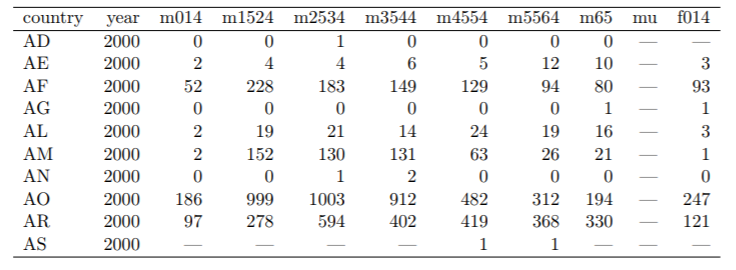 country year m014 m1524 m2534 m3544 m4554 m5564 m65 mu f014
AD 2000 0 0 1 0 0 0 0 — —
AE 2000 2 4 4 6 5 12 10 — 3
AF 2000 52 228 183 149 129 94 80 — 93
AG 2000 0 0 0 0 0 0 1 — 1
AL 2000 2 19 21 14 24 19 16 — 3
AM 2000 2 152 130 131 63 26 21 — 1
AN 2000 0 0 1 2 0 0 0 — 0
AO 2000 186 999 1003 912 482 312 194 — 247
AR 2000 97 278 594 402 419 368 330 — 121
AS 2000 — — — — 1 1 — — —